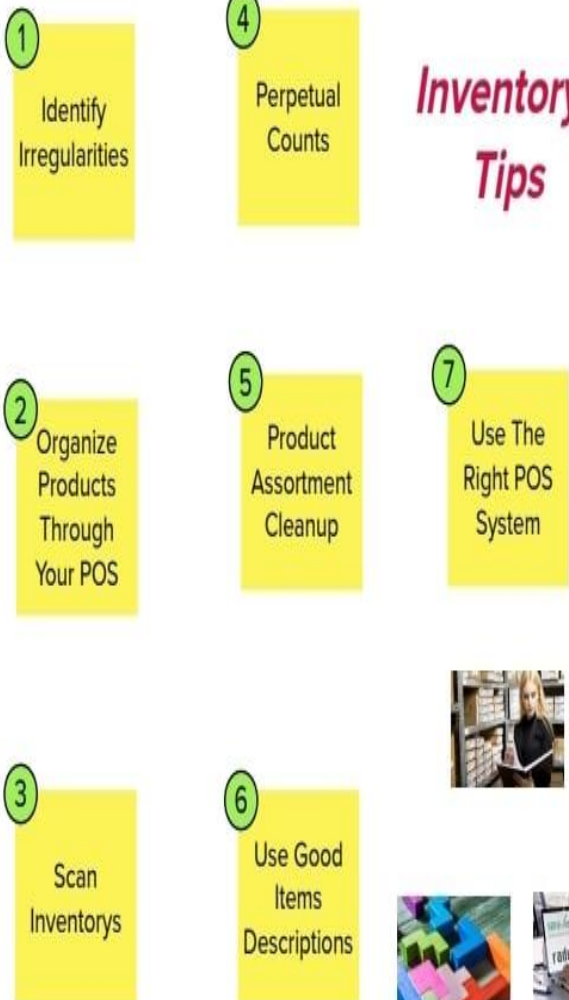 1
Identify
Irregularities
2
Organize
Products
Through
Your POS
3
Scan
Inventorys
4
Perpetual
Counts
5
Product
Assortment
Cleanup
6
Use Good
Items
Descriptions
Inventory
Tips
7
Use The
Right POS
System